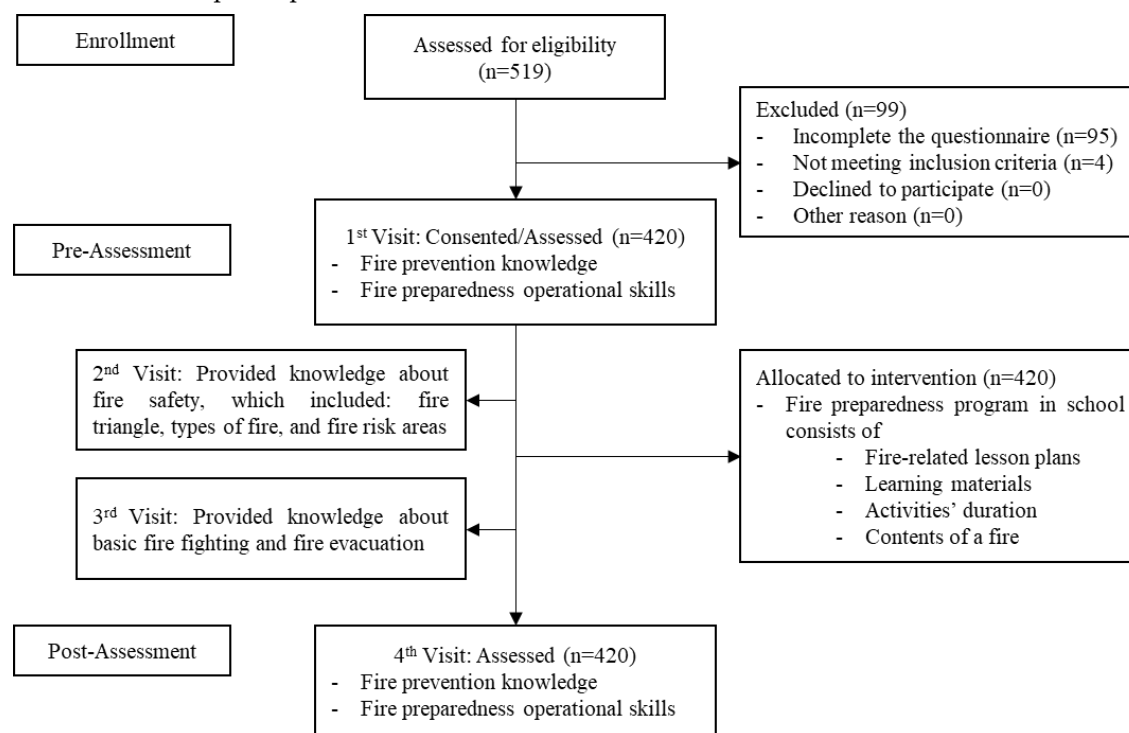 Enrollment
Assessed for eligibility
(n=519)
Excluded (n=99)
- Incomplete the questionnaire (n=95)
- Not meeting inclusion criteria (n=4)
- Declined to participate (n=0)
- Other reason (n=0)
Pre-Assessment
1st Visit: Consented/Assessed (n=420)
- Fire prevention knowledge
- Fire preparedness operational skills
2nd Visit: Provided knowledge about
fire safety, which included: fire
triangle, types of fire, and fire risk areas
Allocated to intervention (n=420)
- Fire preparedness program in school
consists of
- Fire-related lesson plans
- Learning materials
- Activities’ duration
- Contents of a fire
3rd Visit: Provided knowledge about
basic fire fighting and fire evacuation
Post-Assessment
4th Visit: Assessed (n=420)
- Fire prevention knowledge
- Fire preparedness operational skills